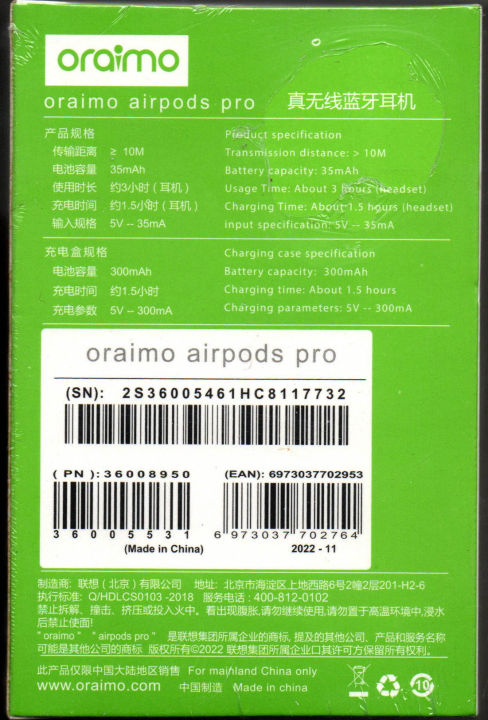 oraimo
oraimo airpods pro 真无线蓝牙耳机
产品规格 Product specification
传输距离 ≥ 10M Transmission distance: > 10M
电池容量 35mAh Battery capacity: 35mAh
使用时长 约3小时（耳机） Usage Time: About 3 hours (headset)
充电时间 约1.5小时（耳机） Charging Time: About 1.5 hours (headset)
输入规格 5V -- 35mA input specification: 5V -- 35mA
充电盒规格 Charging case specification
电池容量 300mAh Battery capacity: 300mAh
充电时间 约1.5小时 Charging time: About 1.5 hours
充电参数 5V -- 300mA Charging parameters: 5V -- 300mA
oraimo airpods pro
(SN): 2S36005461HC8117732
( PN ): 36008950 (EAN): 6973037702953
3 6 0 0 5 5 3 1 6 973037 702764
(Made in China) 2022 - 11
制造商: 联想（北京）有限公司 地址: 北京市海淀区上地西路6号2幢2层201-H2-6
执行标准: Q/HDLCS0103 -2018 服务电话 : 400-812-0102
禁止拆解、撞击、挤压或投入火中。着出现腹胀,请勿继续使用,请勿置于高温环境中,浸水
后禁止使面!
" oraimo " " airpods pro " 是联想集团所属企业的商标, 提及的其他公司、产品和服务名称
可能是其他公司的商标 版权所有©2022 联想集团所属企业口其许可方保留所有权利。
此产品仅限中国大陆地区销售 For mainland China only
www.oraimo.com 中国制造 Made in china
10